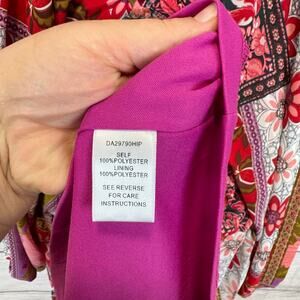 DA29790HIP
SELF
100%POLYESTER
LINING
100%POLYESTER
SEE REVERSE
FOR CARE
INSTRUCTIONS